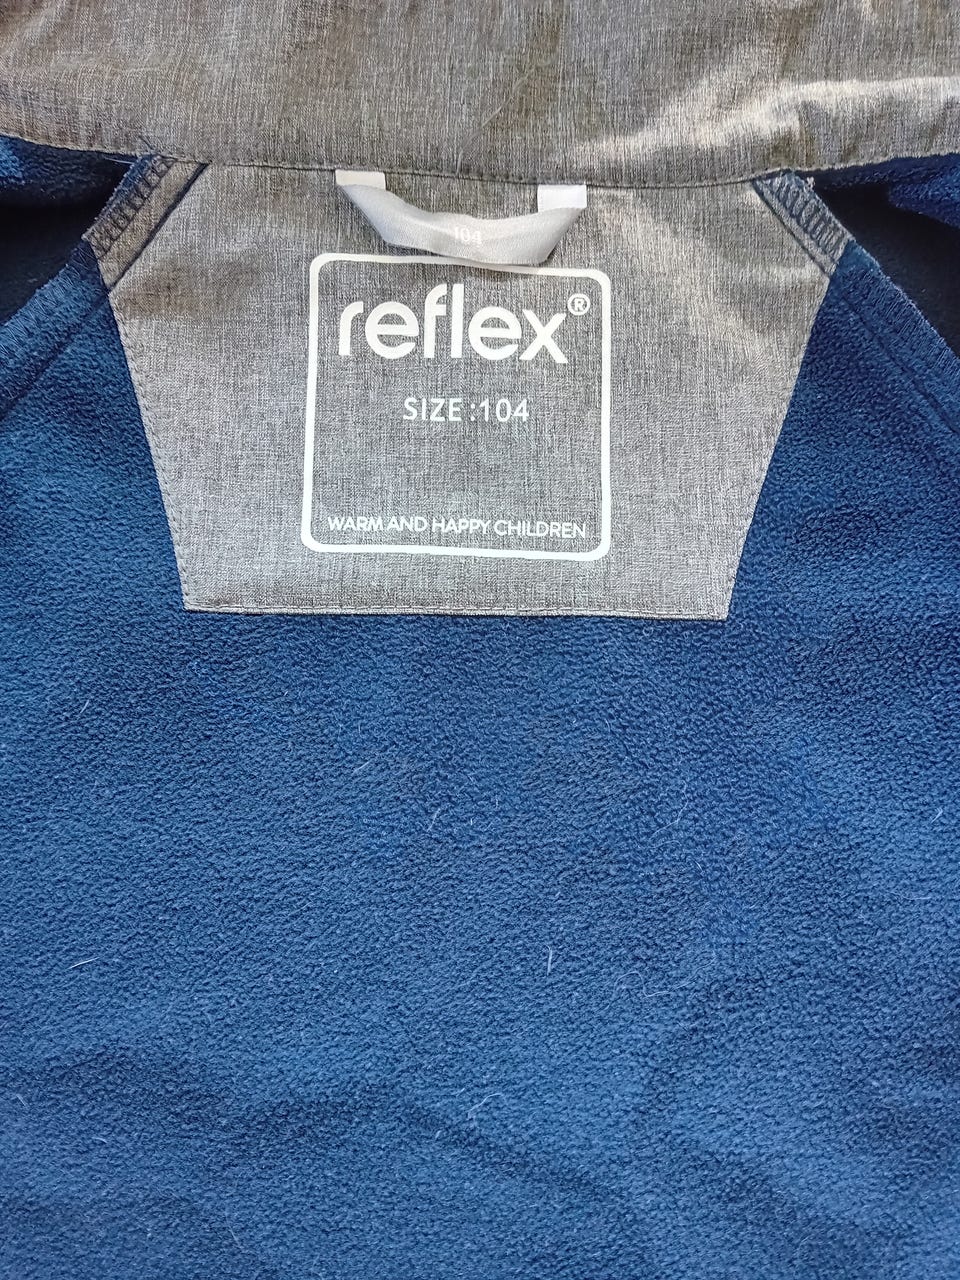 104
reflex®
SIZE:104
WARM AND HAPPY CHILDREN